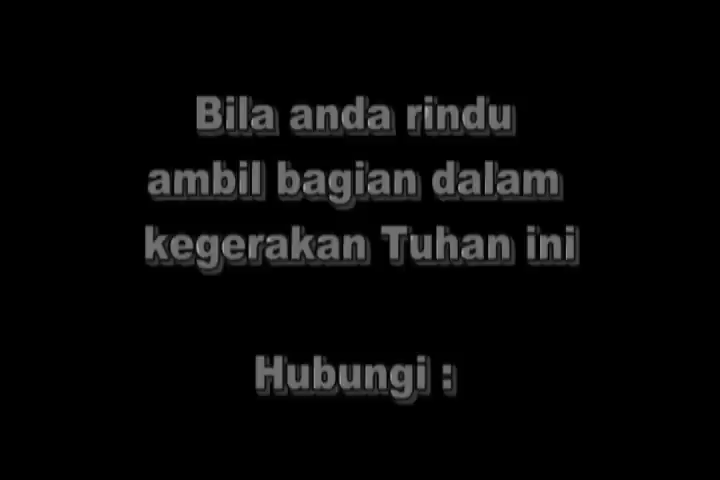 Bila anda rindu
ambil bagian dalam
kegerakan Tuhan ini
Hubungi :